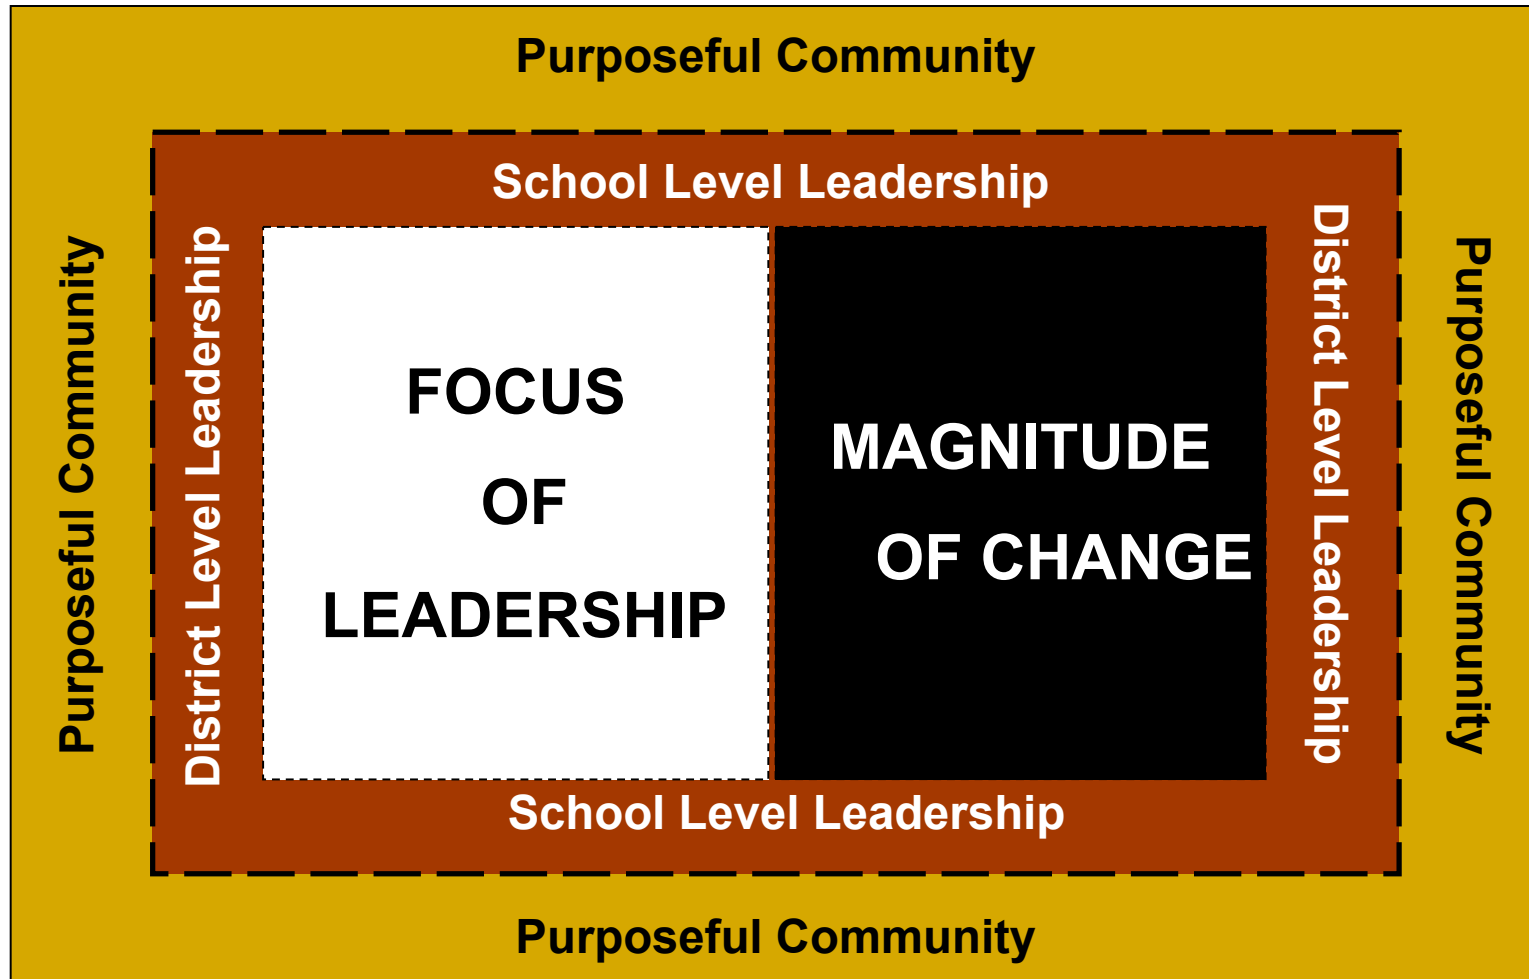 Purposeful Community
School Level Leadership
Purposeful Community
District Level Leadership
FOCUS
OF
LEADERSHIP
MAGNITUDE
OF CHANGE
District Level Leadership
Purposeful Community
School Level Leadership
Purposeful Community